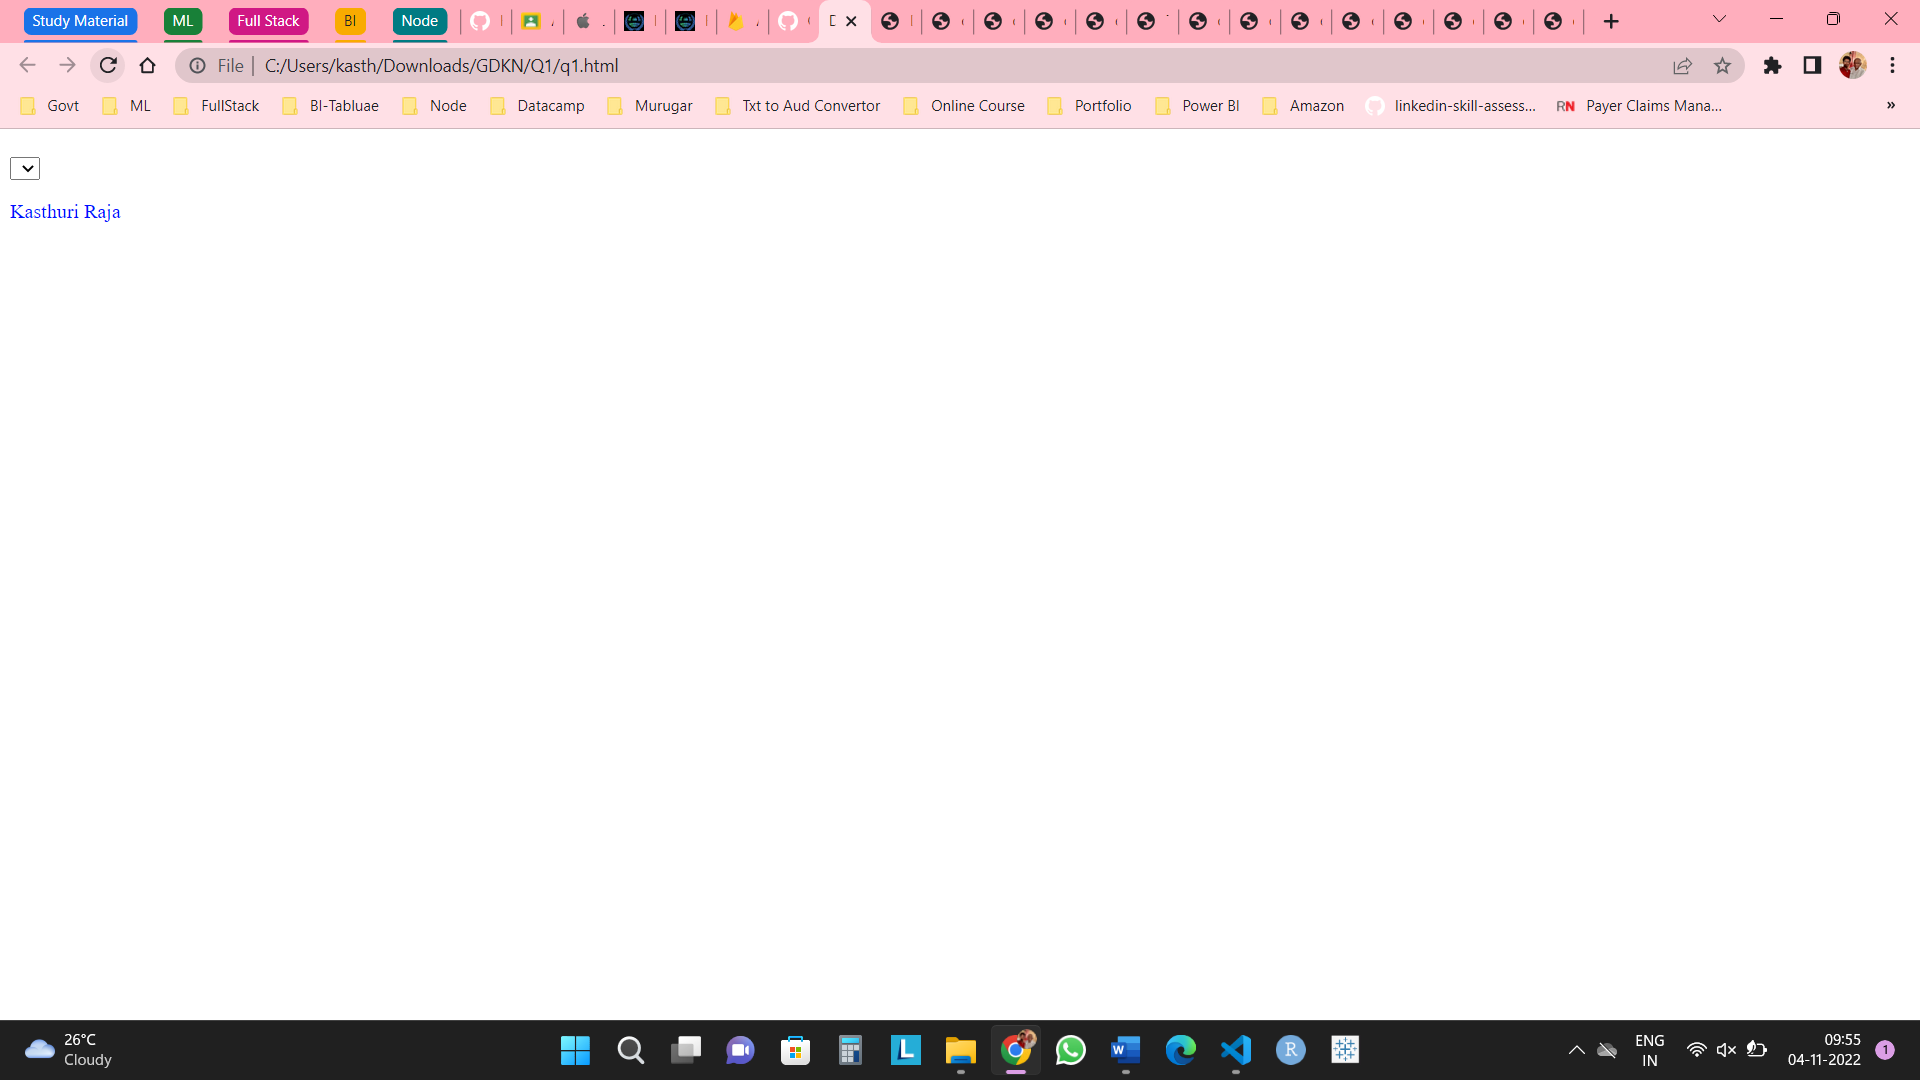 Study Material ML Full Stack BI Node
File C:/Users/kasth/Downloads/GDKN/Q1/q1.html
Govt ML FullStack BI-Tabluae Node Datacamp Murugar Txt to Aud Convertor Online Course Portfolio Power BI Amazon linkedin-skill-assess... RN Payer Claims Mana... »
Kasthuri Raja
26°C
Cloudy
ENG
IN
09:55
04-11-2022
1